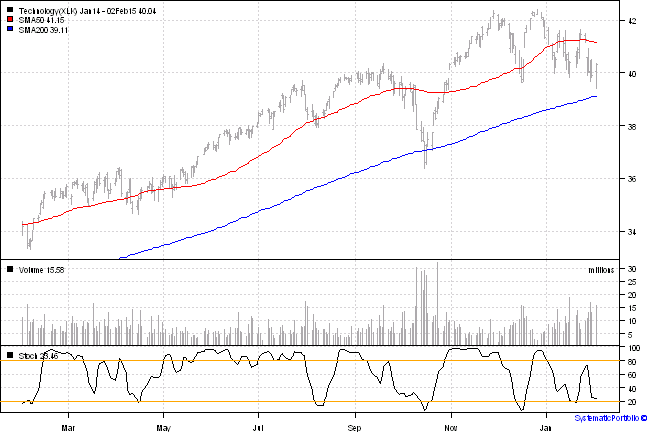 Technology(XLK) Jan14 - 02Feb15 40.04
SMA50 41.15
SMA200 39.11
42
40
38
36
34
Volume 15.58
millions
30
25
20
15
10
5
Stoch 23.46
100
80
60
40
20
Mar May Jul Sep Nov Jan
SystematicPortfolio ©